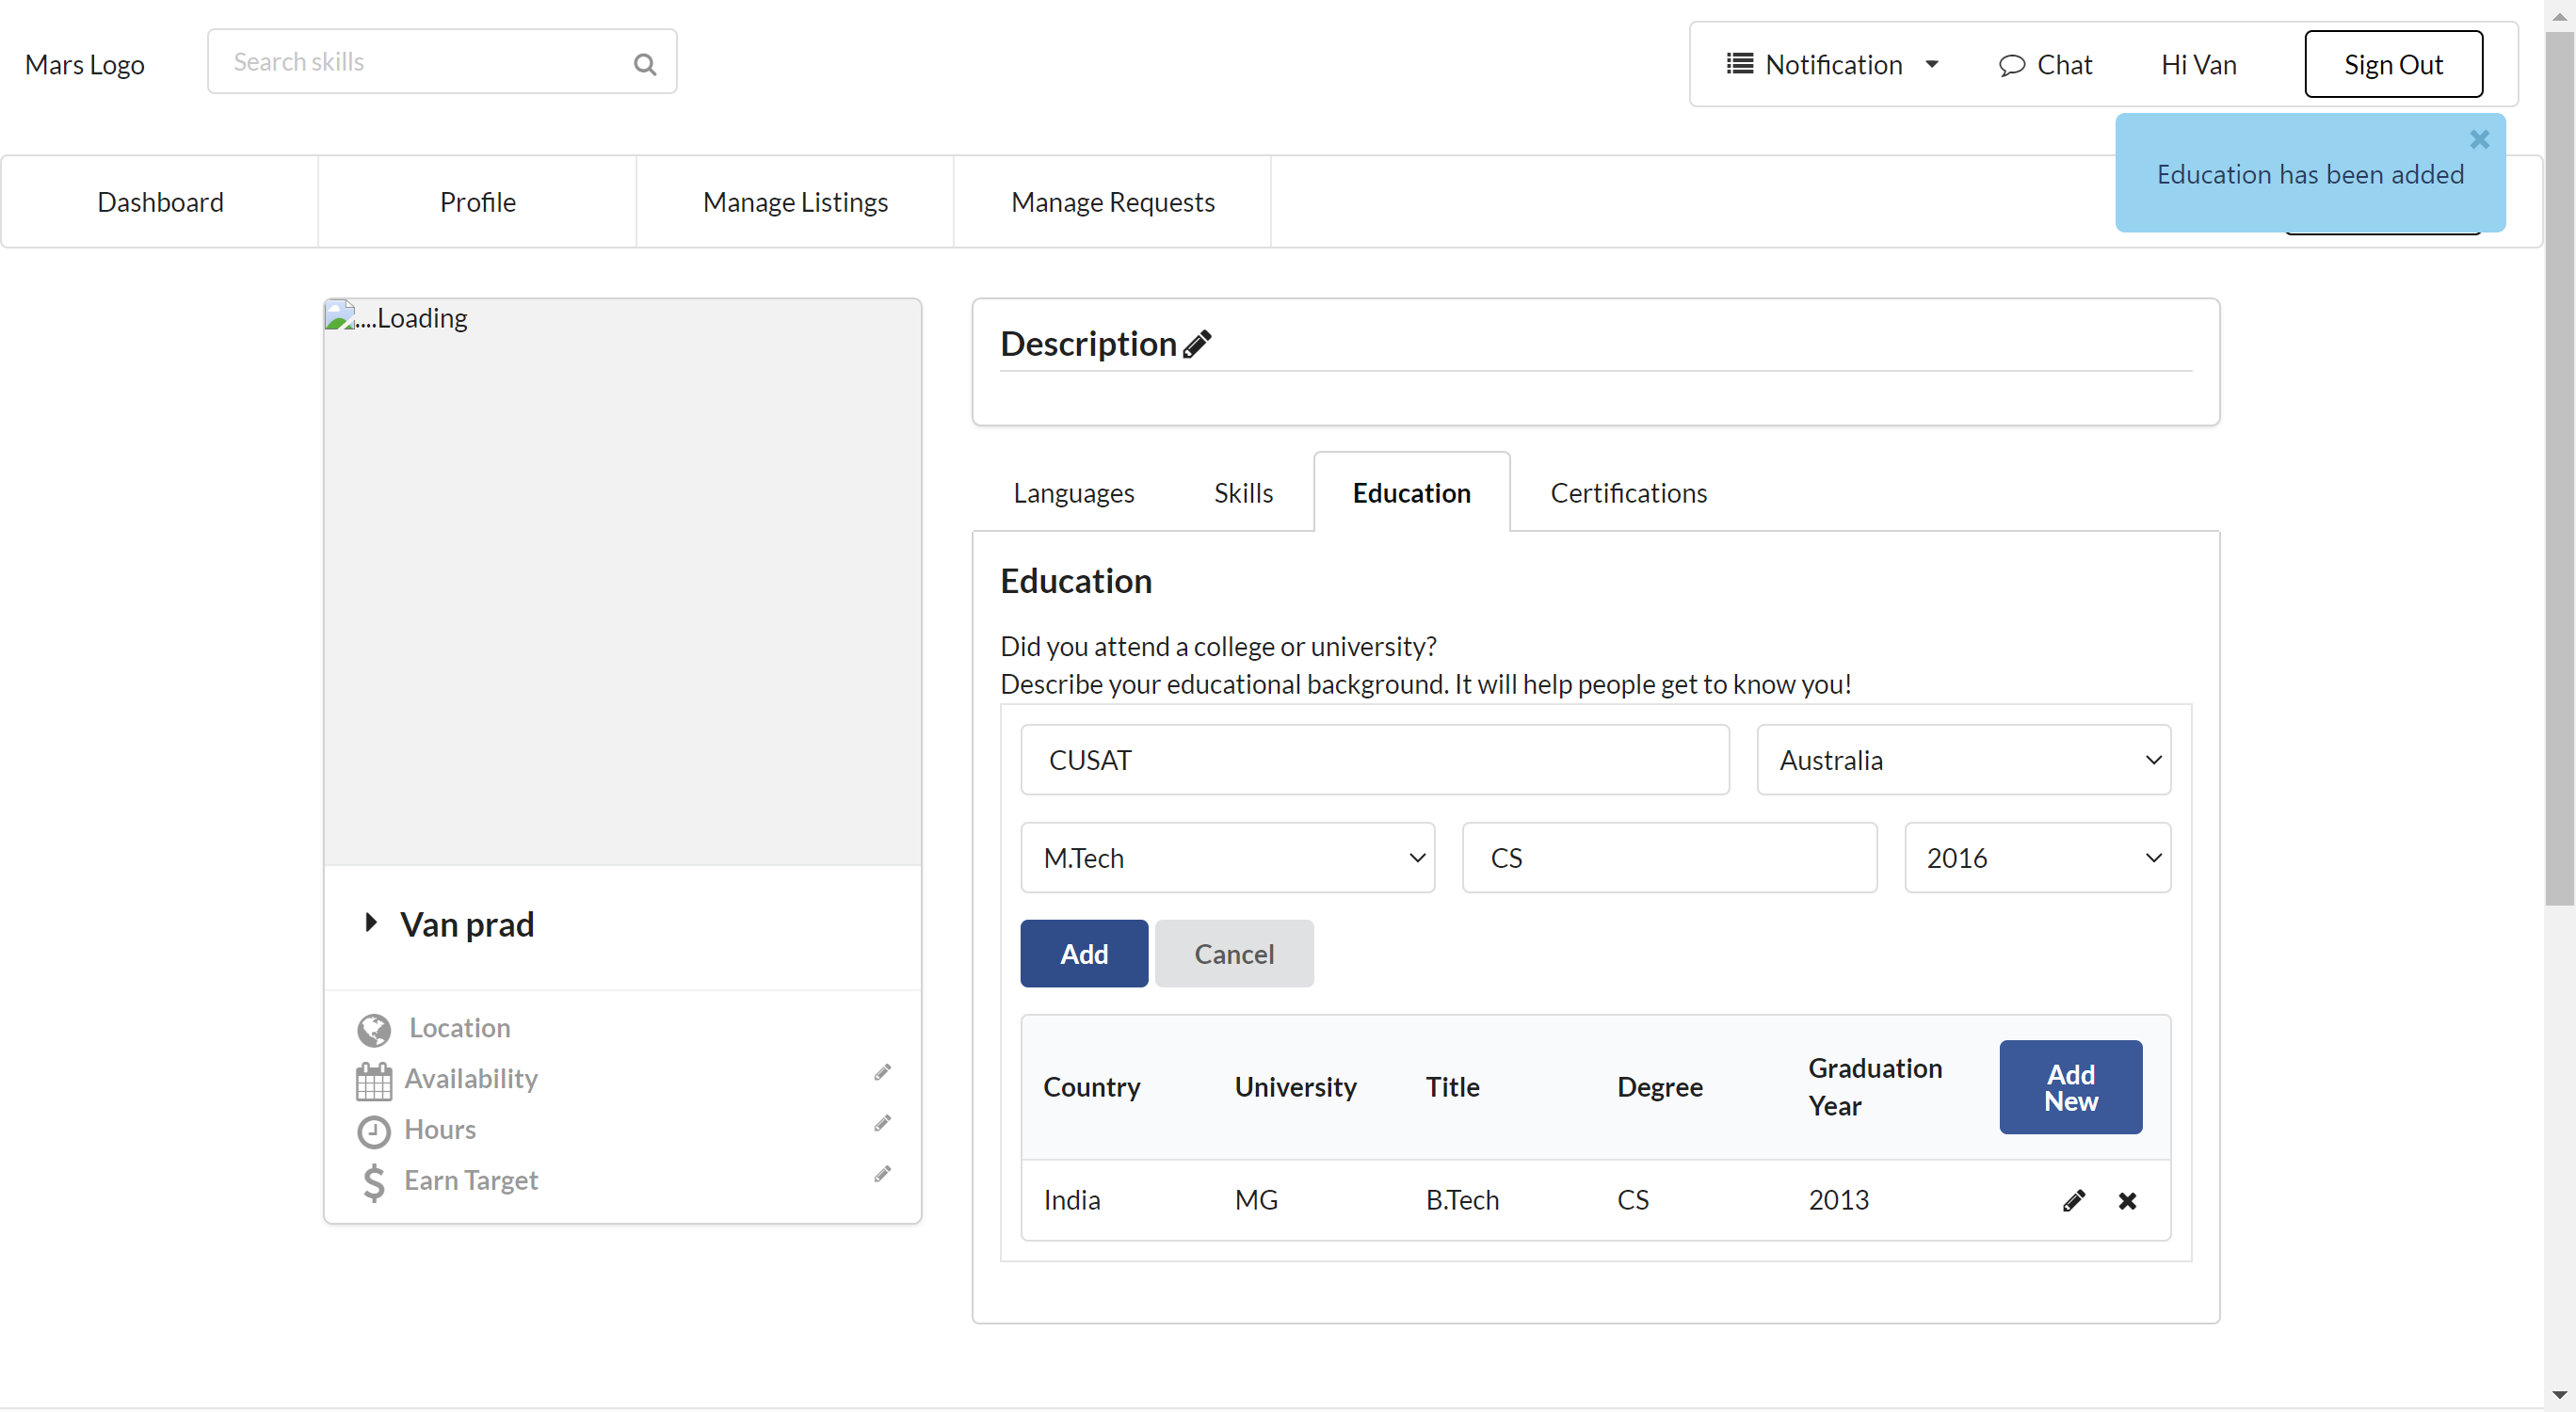 Mars Logo
Search skills
Notification
Chat
Hi Van
Sign Out
Education has been added
Dashboard
Profile
Manage Listings
Manage Requests
....Loading
Van prad
Location
Availability
Hours
Earn Target
Description
Languages
Skills
Education
Certifications
Education
Did you attend a college or university?
Describe your educational background. It will help people get to know you!
CUSAT
Australia
M.Tech
CS
2016
Add
Cancel
Country
University
Title
Degree
Graduation
Year
Add
New
India
MG
B.Tech
CS
2013